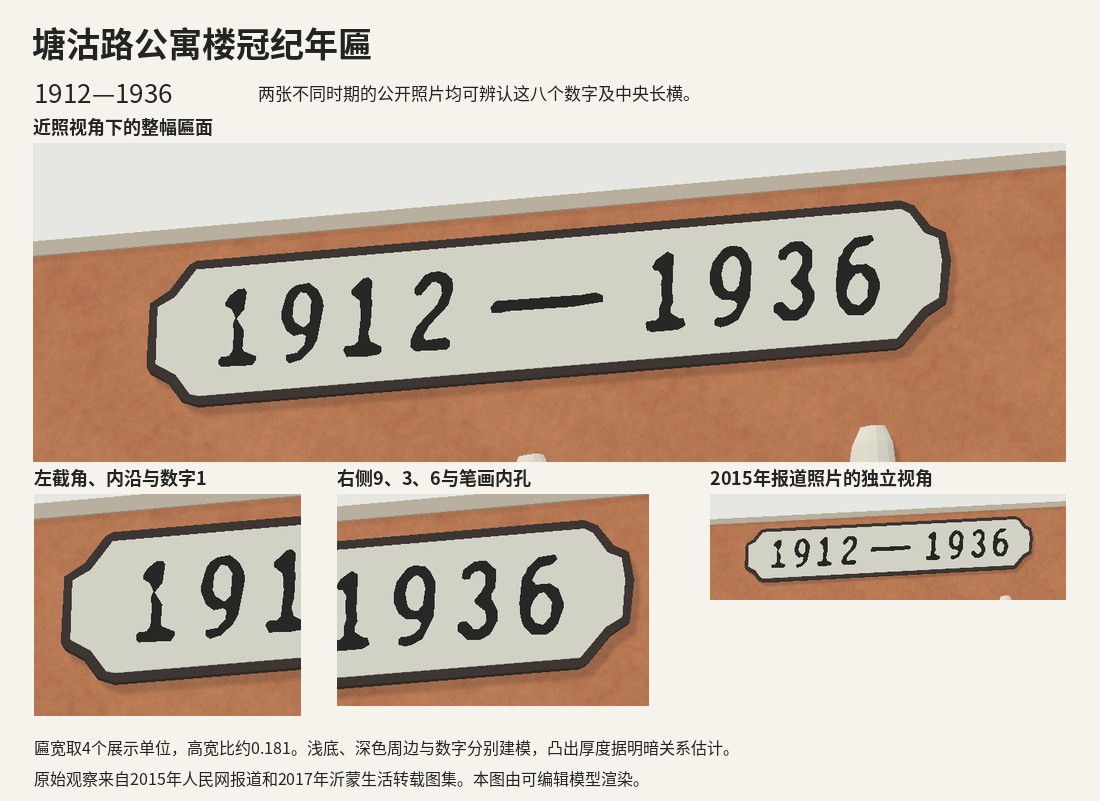 塘沽路公寓楼冠纪年匾
1912—1936
两张不同时期的公开照片均可辨认这八个数字及中央长横。
近照视角下的整幅匾面
1912—1936
左截角、内沿与数字1
右侧9、3、6与笔画内孔
2015年报道照片的独立视角
191
1936
1912—1936
匾宽取4个展示单位，高宽比约0.181。浅底、深色周边与数字分别建模，凸出厚度据明暗关系估计。
原始观察来自2015年人民网报道和2017年沂蒙生活转载图集。本图由可编辑模型渲染。